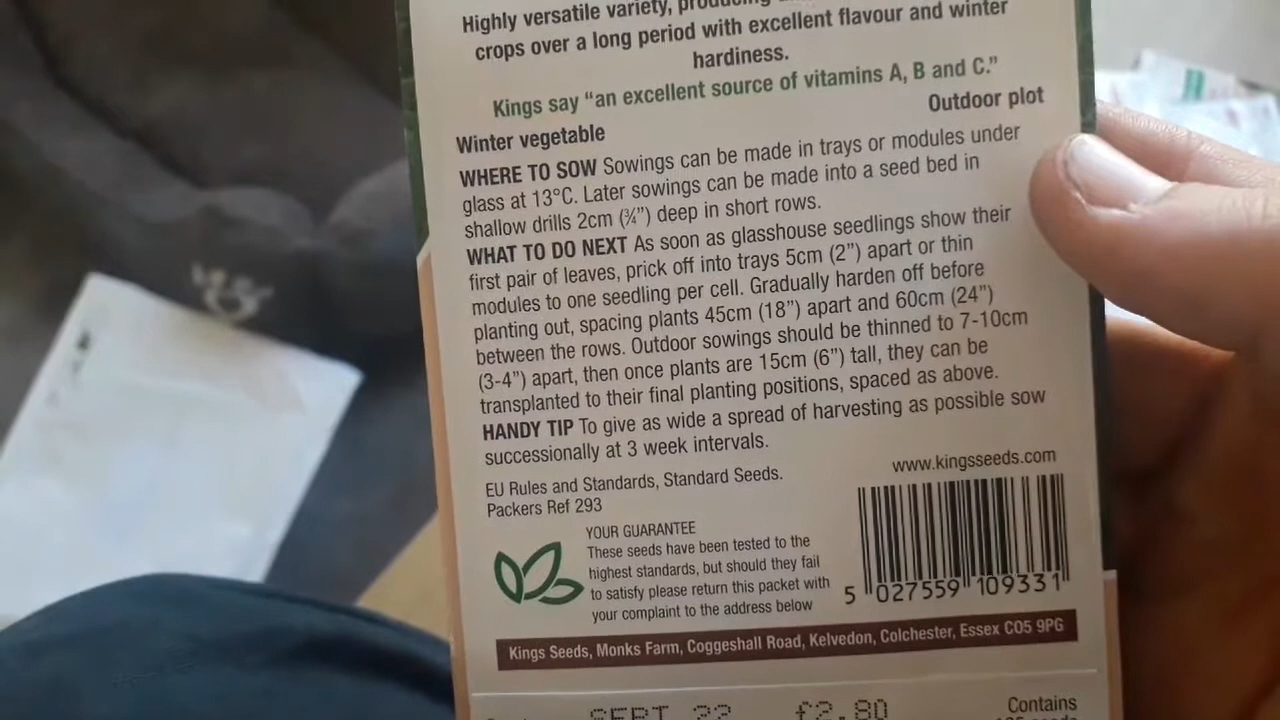 Highly versatile variety, producing
crops over a long period with excellent flavour and winter
hardiness.
Kings say “an excellent source of vitamins A, B and C.”
Winter vegetable Outdoor plot
WHERE TO SOW Sowings can be made in trays or modules under
glass at 13°C. Later sowings can be made into a seed bed in
shallow drills 2cm (¾”) deep in short rows.
WHAT TO DO NEXT As soon as glasshouse seedlings show their
first pair of leaves, prick off into trays 5cm (2”) apart or thin
modules to one seedling per cell. Gradually harden off before
planting out, spacing plants 45cm (18”) apart and 60cm (24”)
between the rows. Outdoor sowings should be thinned to 7-10cm
(3-4”) apart, then once plants are 15cm (6”) tall, they can be
transplanted to their final planting positions, spaced as above.
HANDY TIP To give as wide a spread of harvesting as possible sow
successionally at 3 week intervals.
www.kingsseeds.com
EU Rules and Standards, Standard Seeds.
Packers Ref 293
YOUR GUARANTEE
These seeds have been tested to the
highest standards, but should they fail
to satisfy please return this packet with
your complaint to the address below
5 027559 109331
Kings Seeds, Monks Farm, Coggeshall Road, Kelvedon, Colchester, Essex CO5 9PG
SEPT 22 £2.80 Contains